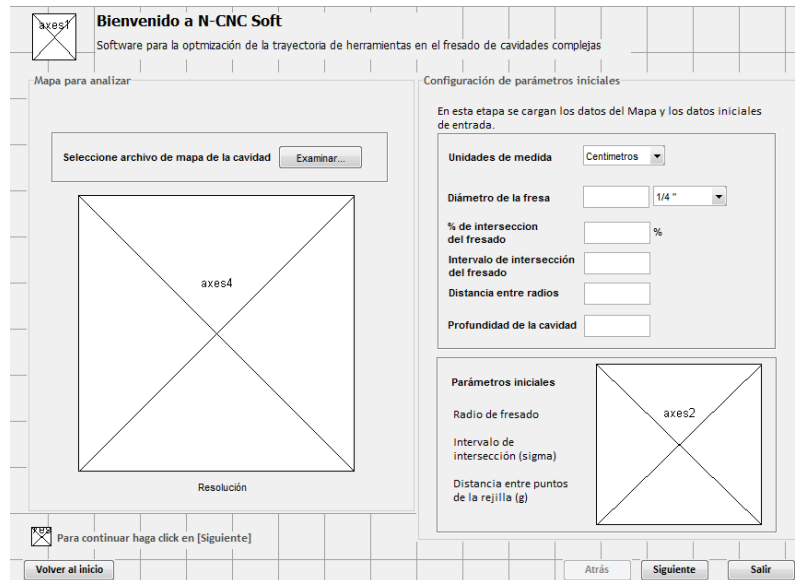 axes1
Bienvenido a N-CNC Soft
Software para la optmización de la trayectoria de herramientas en el fresado de cavidades complejas
Mapa para analizar
Seleccione archivo de mapa de la cavidad
Examinar...
axes4
Resolución
Configuración de parámetros iniciales
En esta etapa se cargan los datos del Mapa y los datos iniciales
de entrada.
Unidades de medida
Centimetros
Diámetro de la fresa
1/4 "
% de interseccion
del fresado
%
Intervalo de intersección
del fresado
Distancia entre radios
Profundidad de la cavidad
Parámetros iniciales
Radio de fresado
Intervalo de
intersección (sigma)
Distancia entre puntos
de la rejilla (g)
axes2
Para continuar haga click en [Siguiente]
Volver al inicio
Atrás
Siguiente
Salir